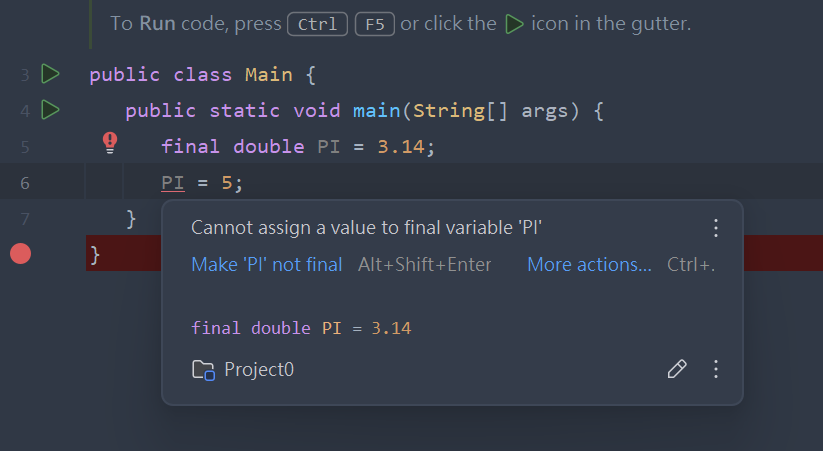 To Run code, press Ctrl F5 or click the icon in the gutter.
3 public class Main {
4 public static void main(String[] args) {
5 final double PI = 3.14;
6 PI = 5;
7 }
}
Cannot assign a value to final variable 'PI'
Make 'PI' not final Alt+Shift+Enter More actions... Ctrl+.
final double PI = 3.14
Project0